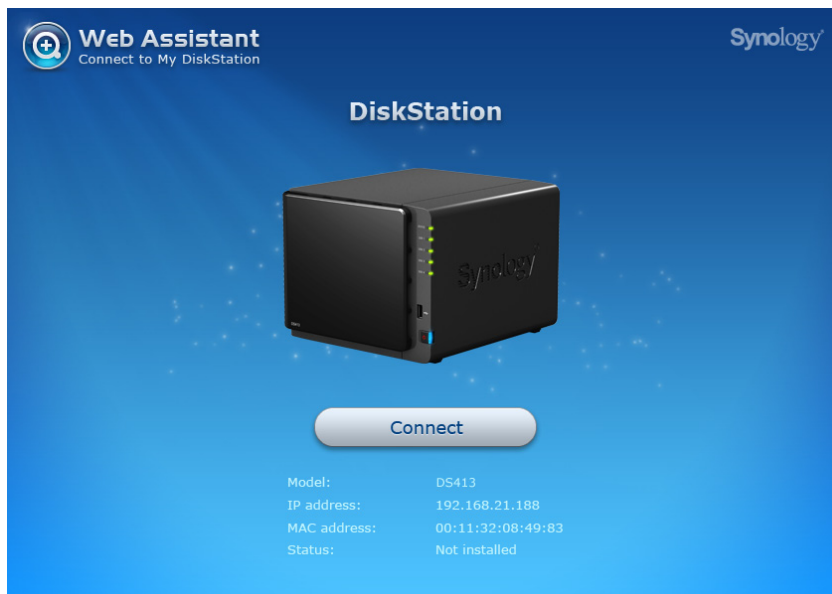 Web Assistant
Connect to My DiskStation
Synology
DiskStation
Synology
Connect
Model: DS413
IP address: 192.168.21.188
MAC address: 00:11:32:08:49:83
Status: Not installed